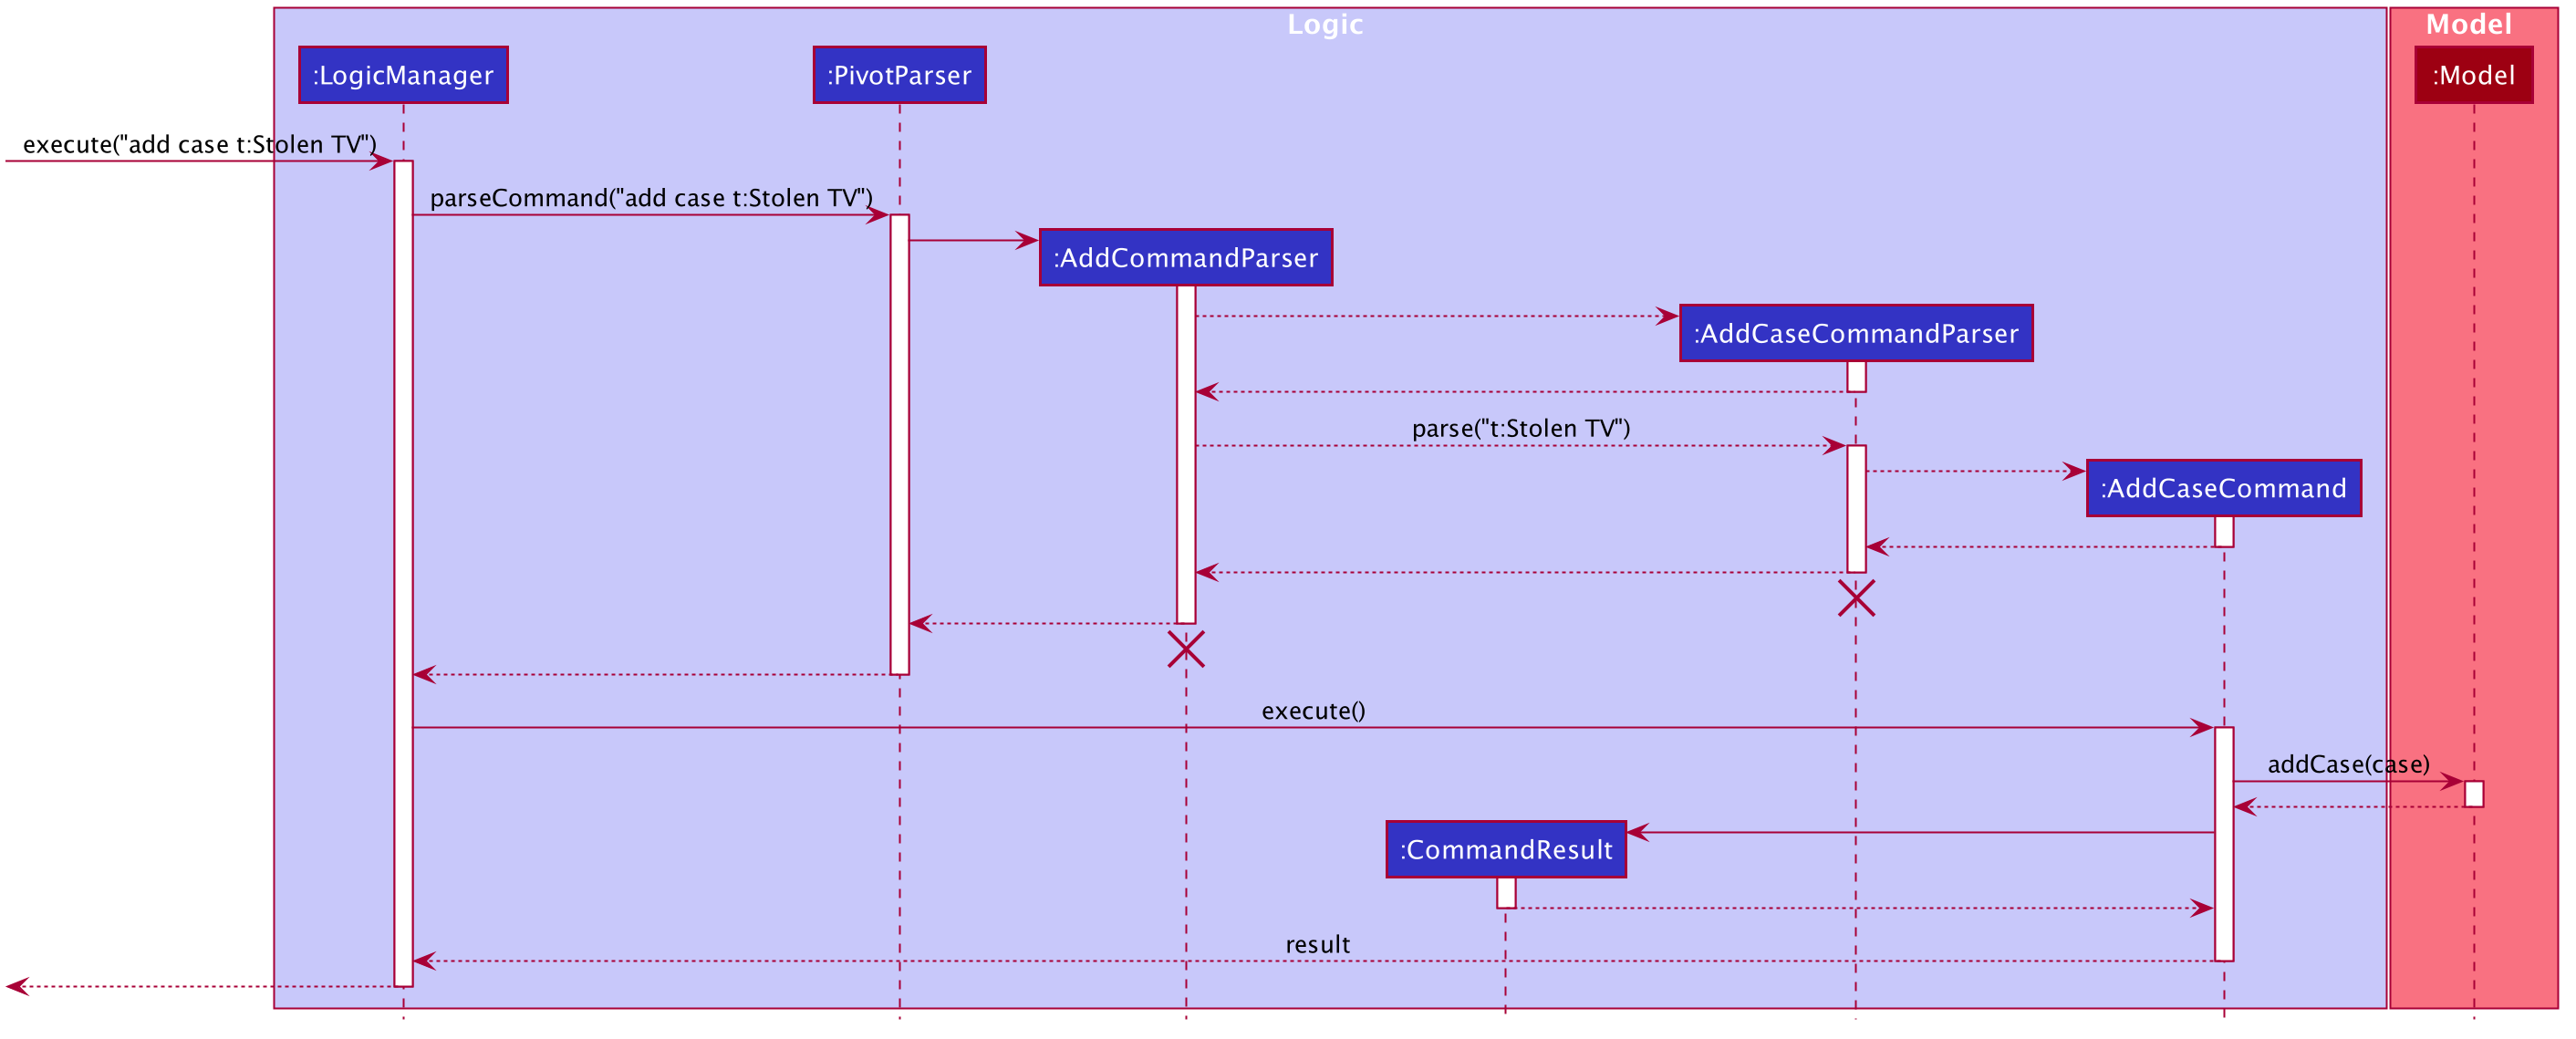 Logic
Model
:LogicManager
:PivotParser
:Model
execute("add case t:Stolen TV")
parseCommand("add case t:Stolen TV")
:AddCommandParser
:AddCaseCommandParser
parse("t:Stolen TV")
:AddCaseCommand
execute()
addCase(case)
:CommandResult
result